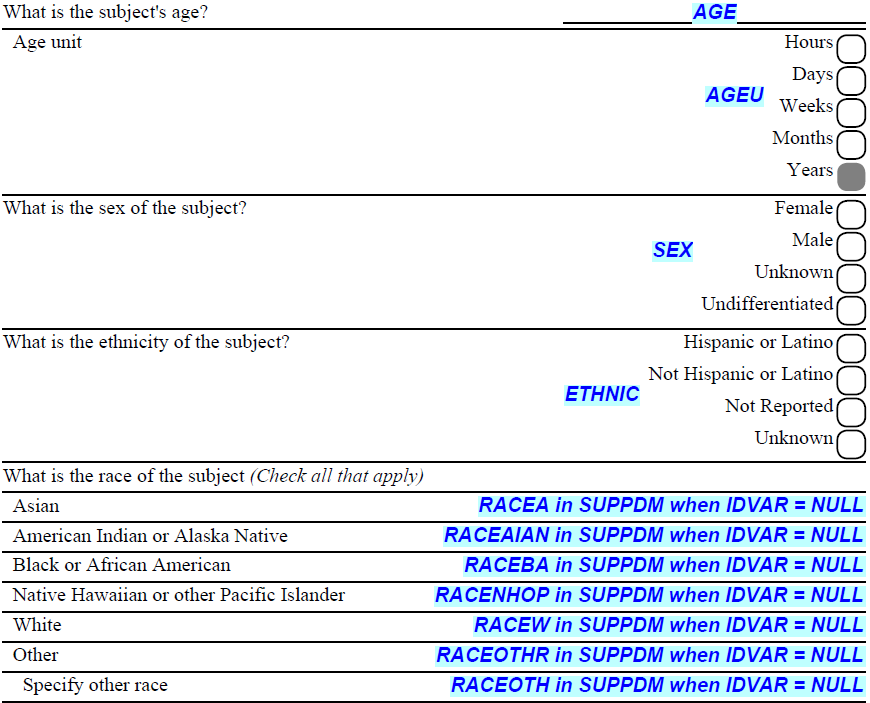 What is the subject's age? AGE
Age unit Hours
Days
AGEU
Weeks
Months
Years
What is the sex of the subject? Female
Male
SEX
Unknown
Undifferentiated
What is the ethnicity of the subject? Hispanic or Latino
Not Hispanic or Latino
ETHNIC
Not Reported
Unknown
What is the race of the subject (Check all that apply)
Asian RACEA in SUPPDM when IDVAR = NULL
American Indian or Alaska Native RACEAIAN in SUPPDM when IDVAR = NULL
Black or African American RACEBA in SUPPDM when IDVAR = NULL
Native Hawaiian or other Pacific Islander RACENHOP in SUPPDM when IDVAR = NULL
White RACEW in SUPPDM when IDVAR = NULL
Other RACEOTHR in SUPPDM when IDVAR = NULL
Specify other race RACEOTH in SUPPDM when IDVAR = NULL